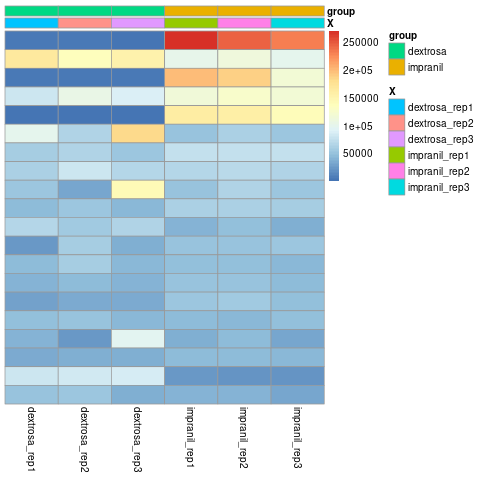 group
X
250000
2e+05
150000
1e+05
50000
group
dextrosa
impranil
X
dextrosa_rep1
dextrosa_rep2
dextrosa_rep3
impranil_rep1
impranil_rep2
impranil_rep3
dextrosa_rep1
dextrosa_rep2
dextrosa_rep3
impranil_rep1
impranil_rep2
impranil_rep3